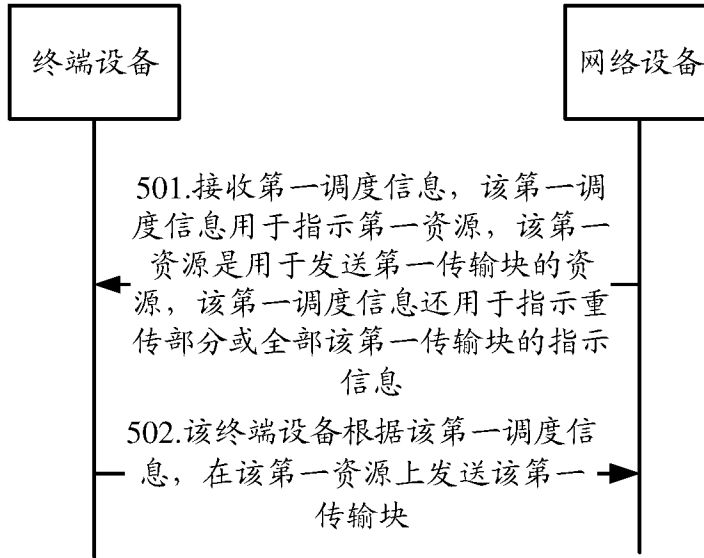 终端设备
网络设备
501.接收第一调度信息，该第一调
度信息用于指示第一资源，该第一
资源是用于发送第一传输块的资
源，该第一调度信息还用于指示重
传部分或全部该第一传输块的指示
信息
502.该终端设备根据该第一调度信
息，在该第一资源上发送该第一
传输块